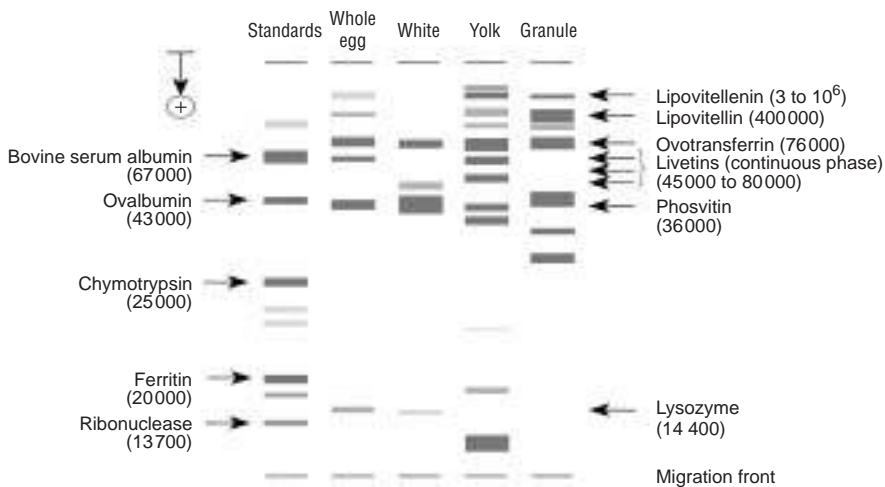 Standards
Whole
egg
White
Yolk
Granule
+
Bovine serum albumin
(67000)
Ovalbumin
(43000)
Chymotrypsin
(25000)
Ferritin
(20000)
Ribonuclease
(13700)
Lipovitellenin (3 to 10⁶)
Lipovitellin (400000)
Ovotransferrin (76000)
Livetins (continuous phase)
(45000 to 80000)
Phosvitin
(36000)
Lysozyme
(14 400)
Migration front